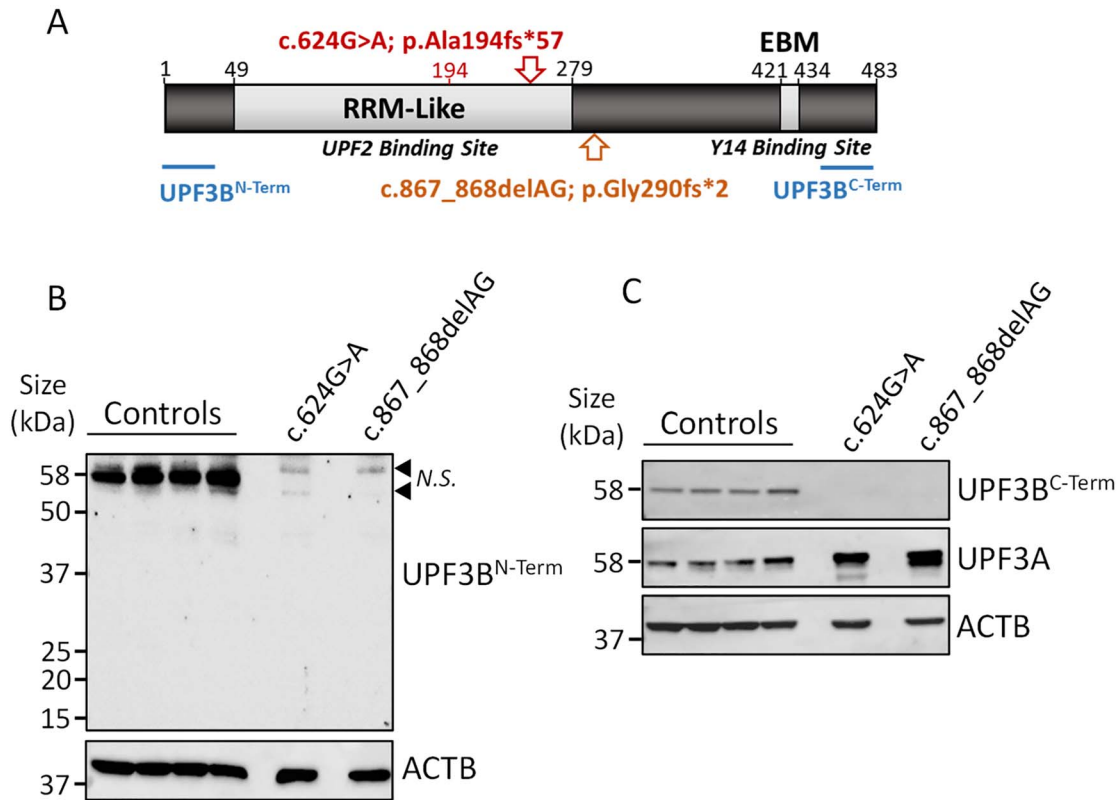 A
c.624G>A; p.Ala194fs*57
EBM
1 49 194 279 421 434 483
RRM-Like
UPF2 Binding Site
Y14 Binding Site
UPF3B^N-Term
c.867_868delAG; p.Gly290fs*2
UPF3B^C-Term
B
Size
(kDa)
Controls
c.624G>A
c.867_868delAG
58
N.S.
50
37
UPF3B^N-Term
25
20
15
37
ACTB
C
Size
(kDa)
Controls
c.624G>A
c.867_868delAG
58
UPF3B^C-Term
58
UPF3A
37
ACTB